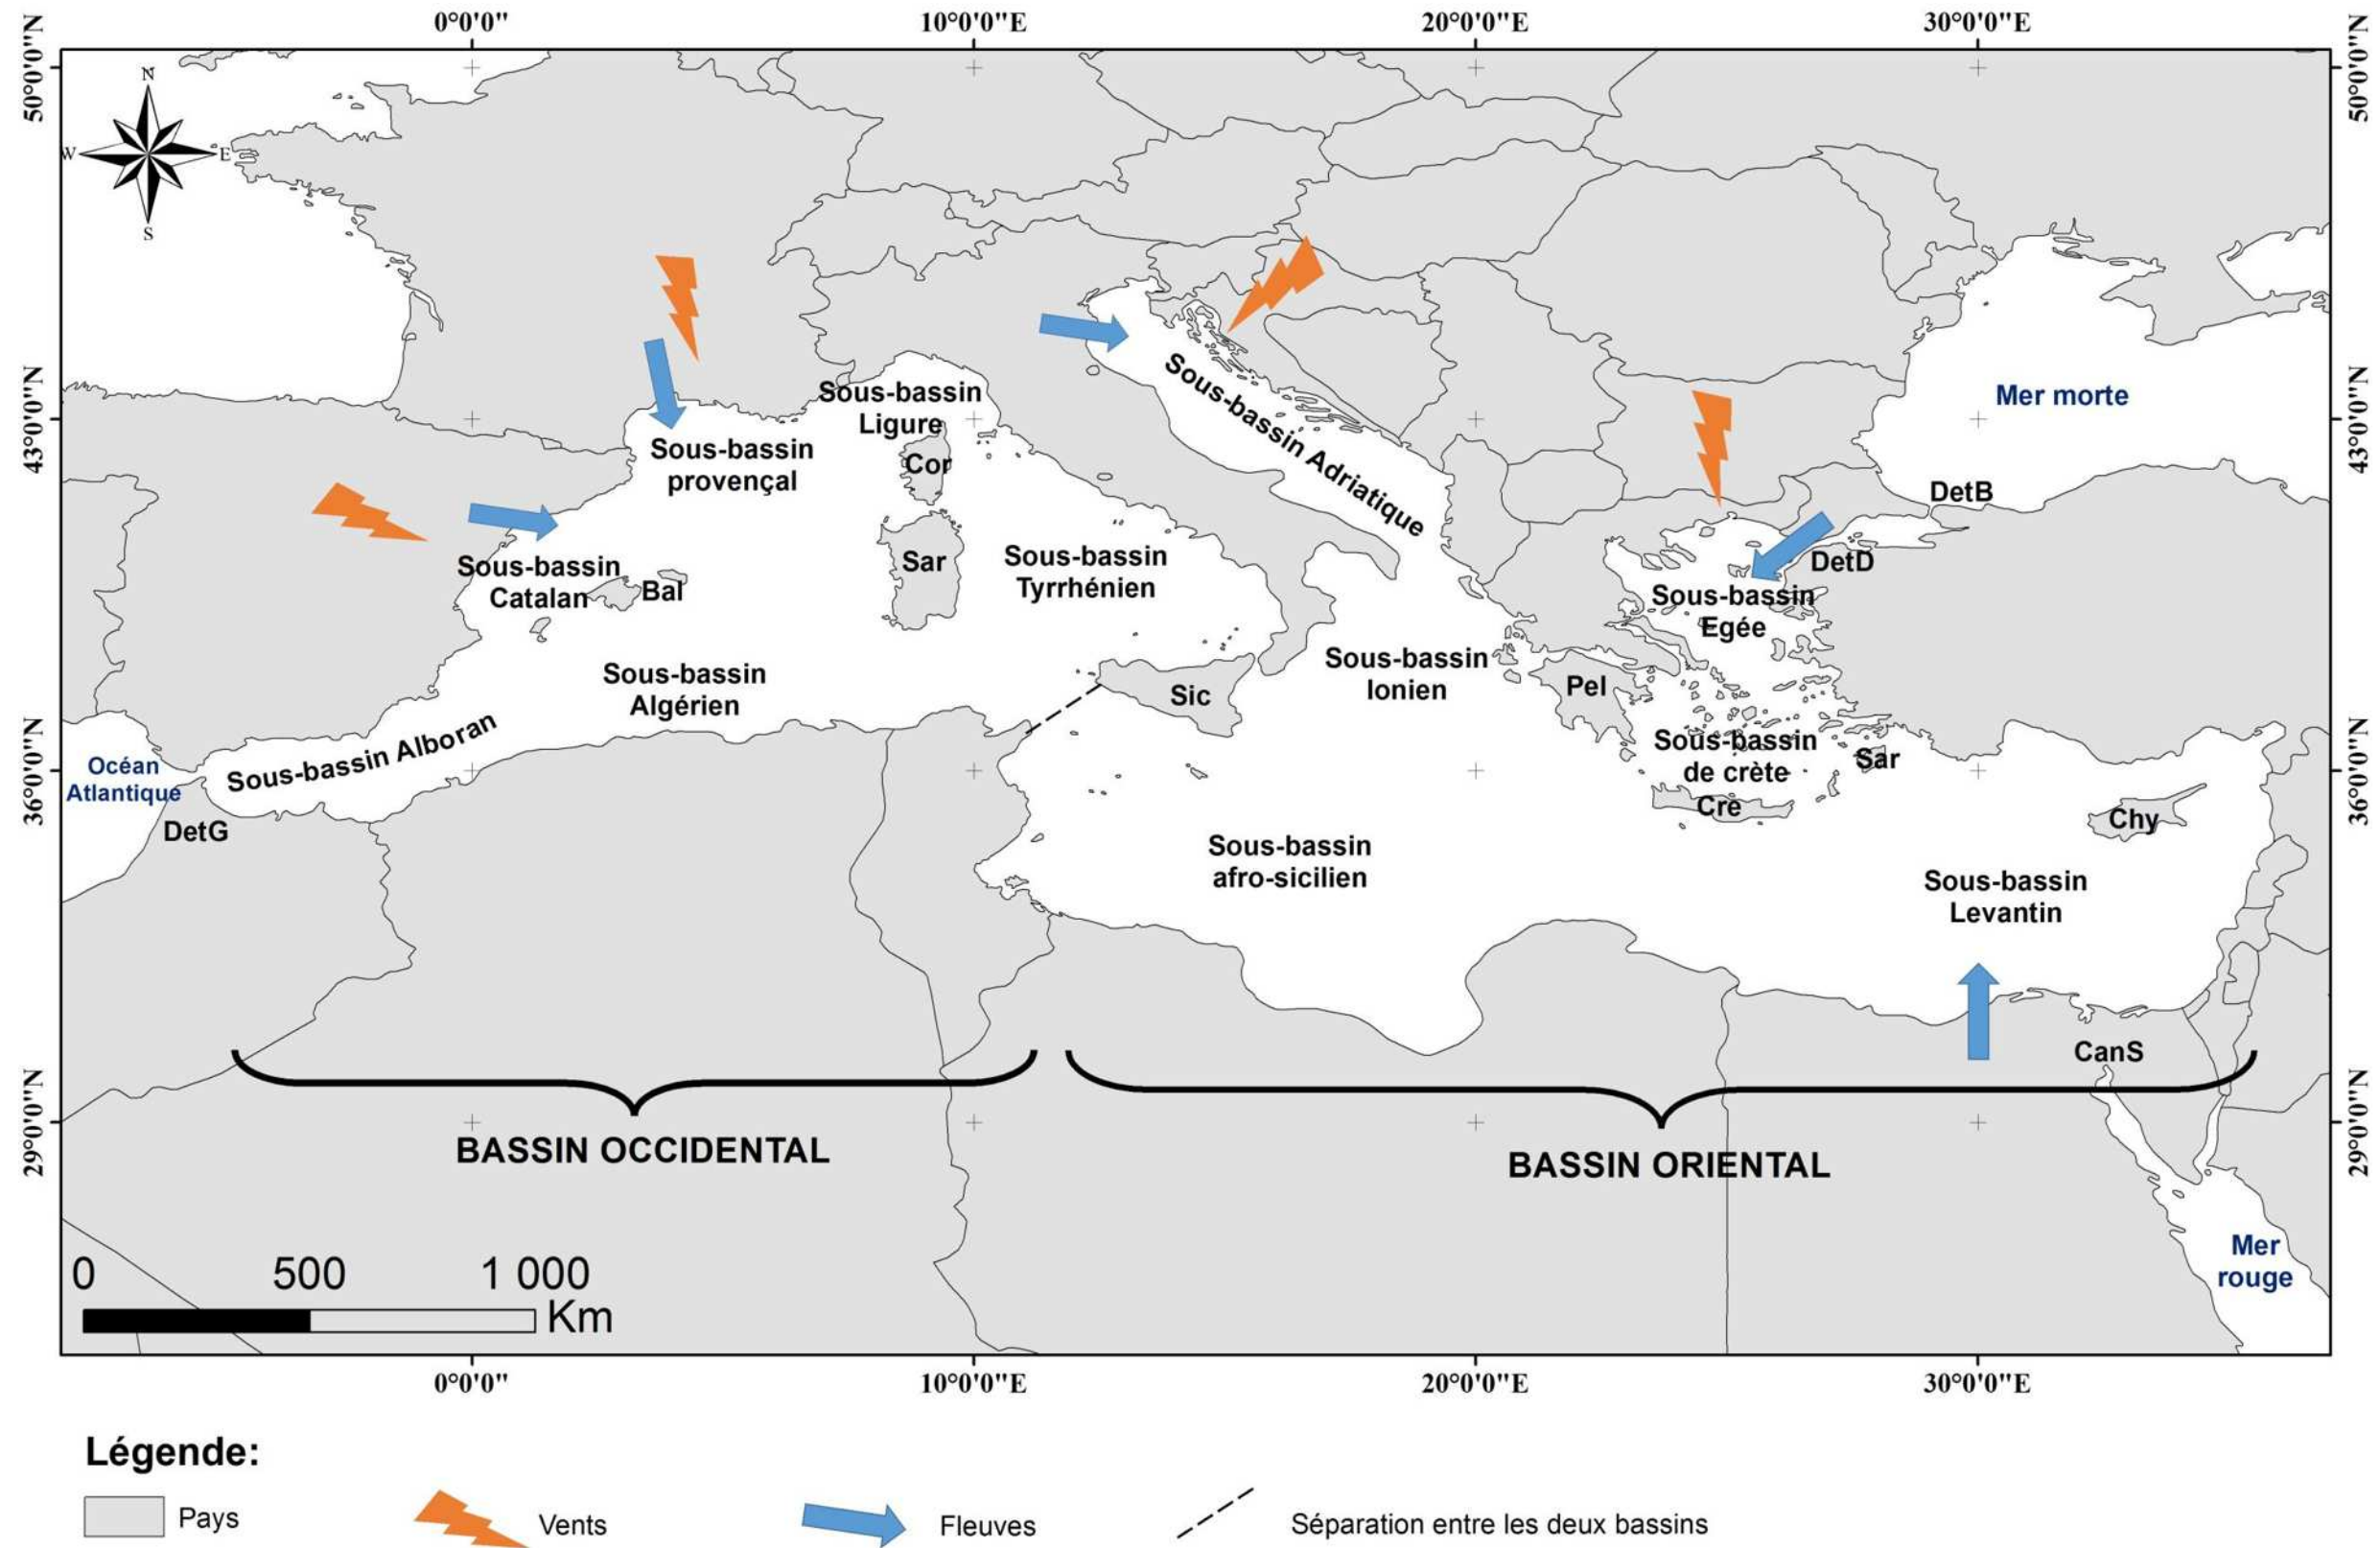 0°0'0"
10°0'0"E
20°0'0"E
30°0'0"E
50°0'0"N
50°0'0"N
N
W
E
S
43°0'0"N
43°0'0"N
Mer morte
Sous-bassin
Ligure
Sous-bassin Adriatique
Sous-bassin
provençal
Cor
DetB
Sous-bassin
Catalan
Bal
Sar
Sous-bassin
Tyrrhénien
DetD
Sous-bassin
Egée
Sous-bassin
Algérien
Sic
Sous-bassin
Ionien
Pel
Sous-bassin Alboran
Océan
Atlantique
DetG
36°0'0"N
36°0'0"N
Sous-bassin
de crète
Sar
Cre
Chy
Sous-bassin
afro-sicilien
Sous-bassin
Levantin
CanS
29°0'0"N
29°0'0"N
BASSIN OCCIDENTAL
BASSIN ORIENTAL
Mer
rouge
0 500 1 000
Km
0°0'0"
10°0'0"E
20°0'0"E
30°0'0"E
Légende:
Pays
Vents
Fleuves
Séparation entre les deux bassins